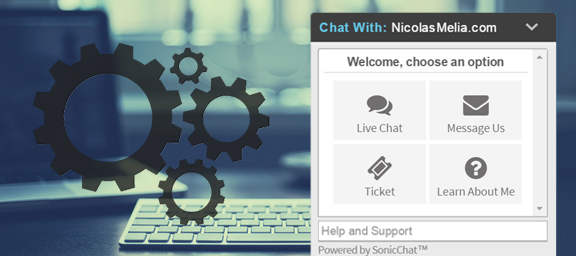 Chat With: NicolasMelia.com
Welcome, choose an option
Live Chat
Message Us
Ticket
Learn About Me
Help and Support
Powered by SonicChat™